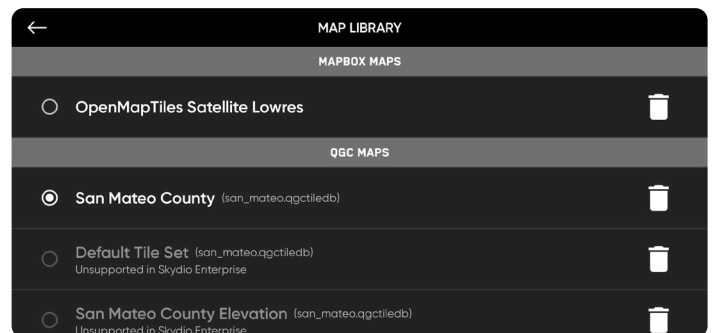 MAP LIBRARY
MAPBOX MAPS
OpenMapTiles Satellite Lowres
QGC MAPS
San Mateo County (san_mateo.qgctiledb)
Default Tile Set (san_mateo.qgctiledb)
Unsupported in Skydio Enterprise
San Mateo County Elevation (san_mateo.qgctiledb)
Unsupported in Skydio Enterprise